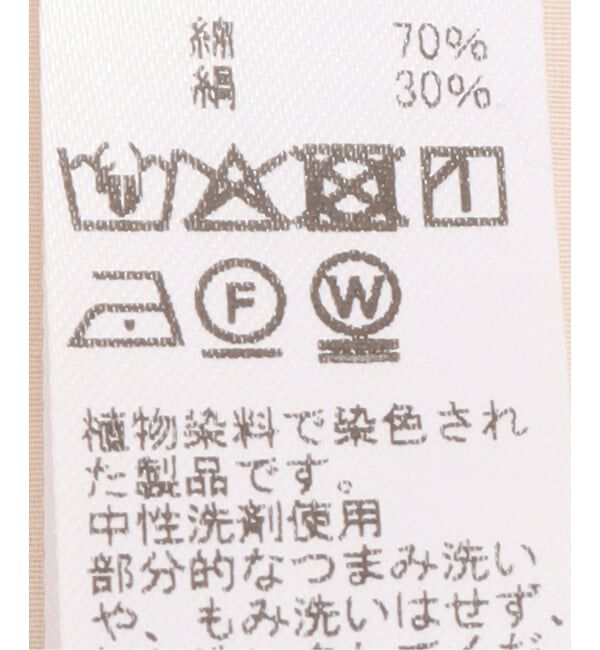 綿 70%
絹 30%
F W
植物染料で染色され
た製品です。
中性洗剤使用
部分的なつまみ洗い
や、もみ洗いはせず、